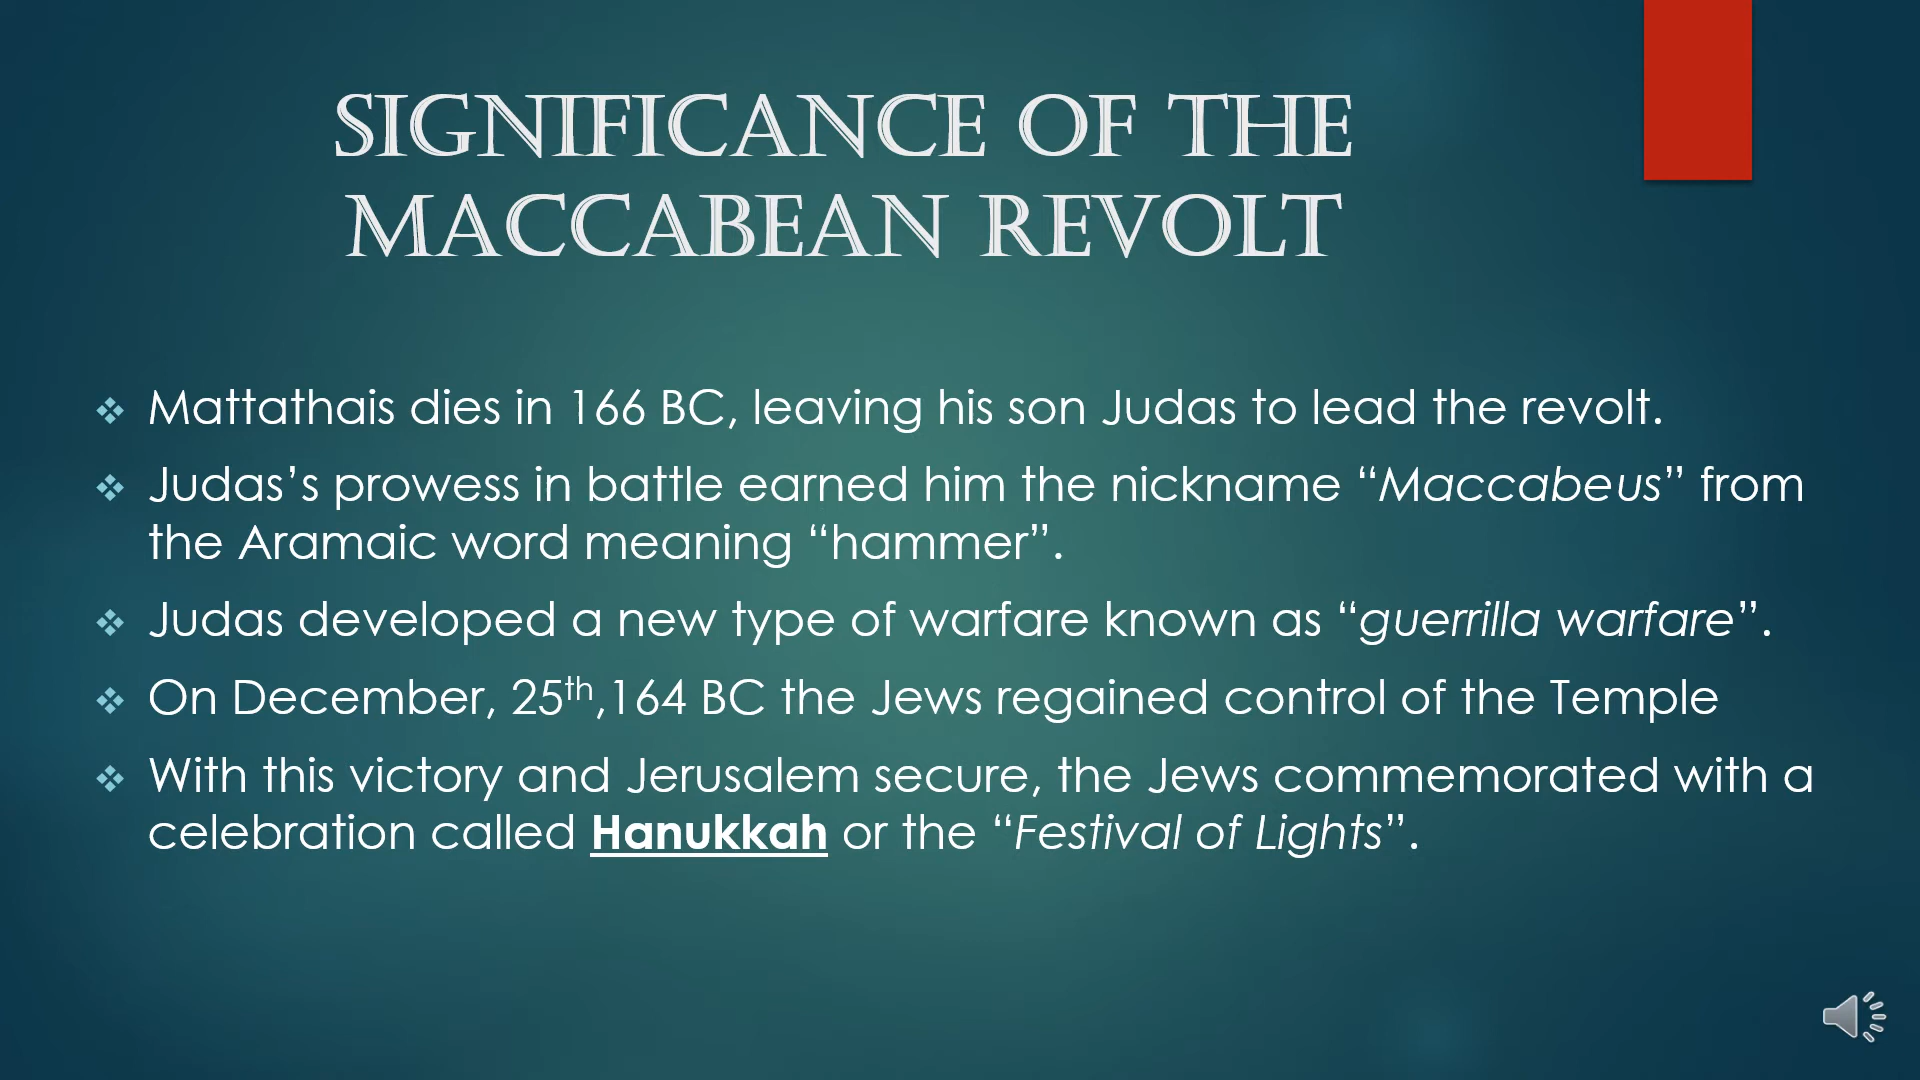 SIGNIFICANCE OF THE
MACCABEAN REVOLT
❖ Mattathais dies in 166 BC, leaving his son Judas to lead the revolt.
❖ Judas’s prowess in battle earned him the nickname “Maccabeus” from
the Aramaic word meaning “hammer”.
❖ Judas developed a new type of warfare known as “guerrilla warfare”.
❖ On December, 25th,164 BC the Jews regained control of the Temple
❖ With this victory and Jerusalem secure, the Jews commemorated with a
celebration called Hanukkah or the “Festival of Lights”.